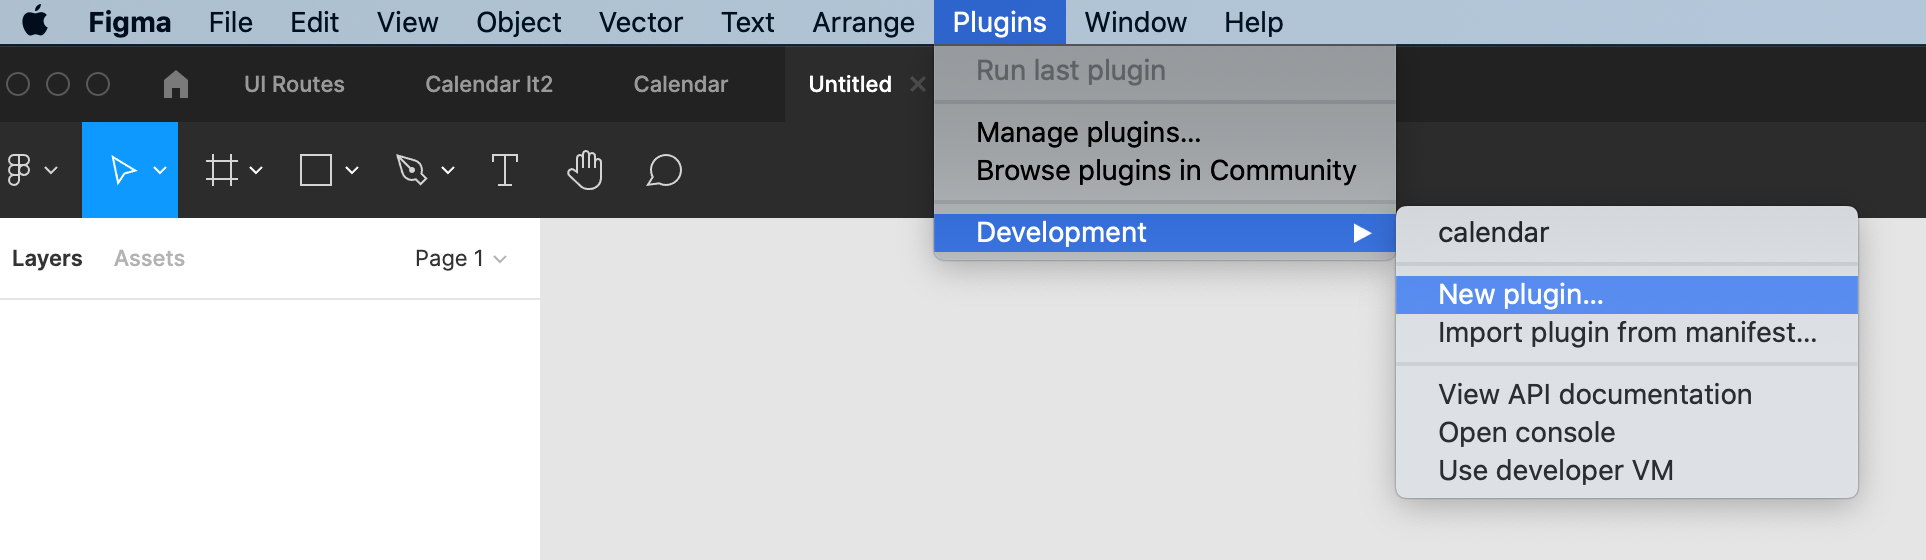 Figma File Edit View Object Vector Text Arrange Plugins Window Help
UI Routes Calendar It2 Calendar Untitled
Run last plugin
Manage plugins...
Browse plugins in Community
Development
calendar
New plugin...
Import plugin from manifest...
View API documentation
Open console
Use developer VM
Layers Assets Page 1